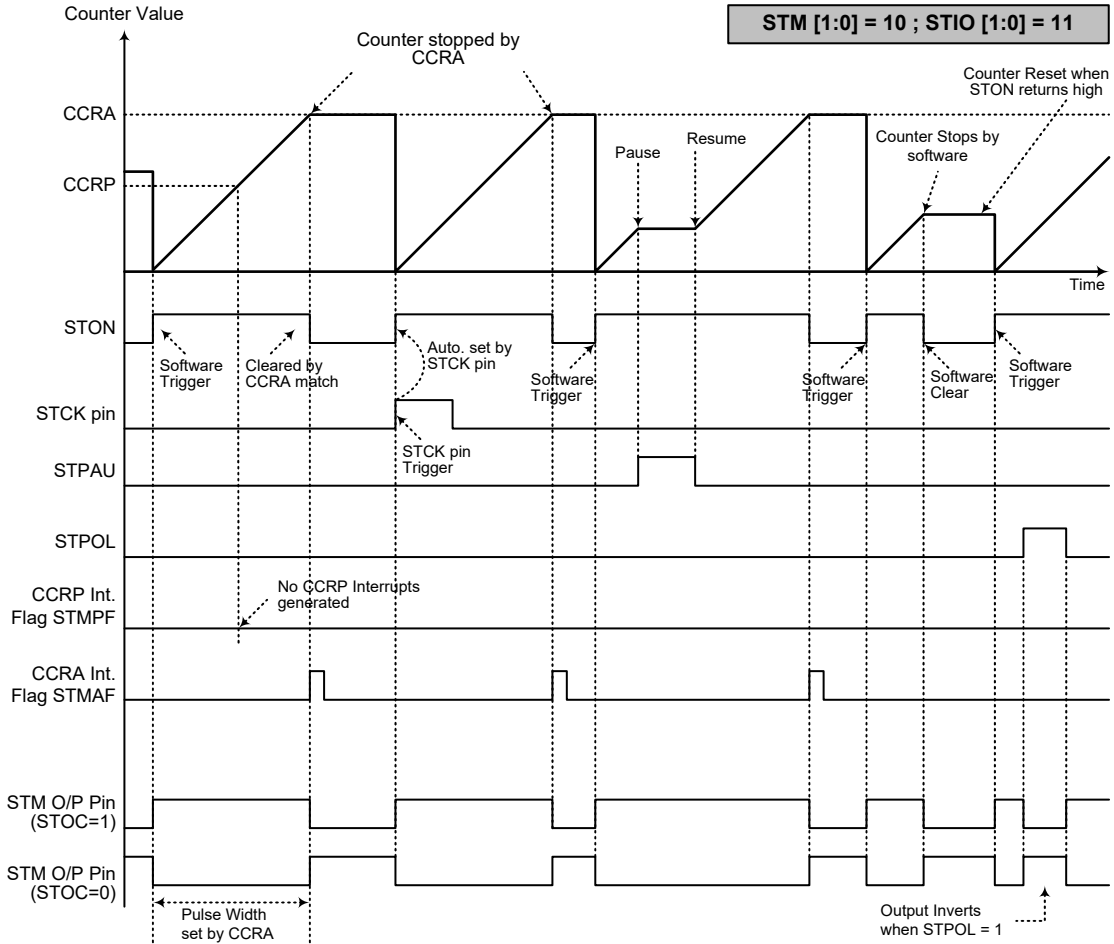 Counter Value
STM [1:0] = 10 ; STIO [1:0] = 11
Counter stopped by
CCRA
Counter Reset when
STON returns high
CCRA
Pause
Resume
Counter Stops by
software
CCRP
Time
STON
Software
Trigger
Cleared by
CCRA match
Auto. set by
STCK pin
Software
Trigger
Software
Trigger
Software
Clear
Software
Trigger
STCK pin
STCK pin
Trigger
STPAU
STPOL
CCRP Int.
Flag STMPF
No CCRP Interrupts
generated
CCRA Int.
Flag STMAF
STM O/P Pin
(STOC=1)
STM O/P Pin
(STOC=0)
Pulse Width
set by CCRA
Output Inverts
when STPOL = 1